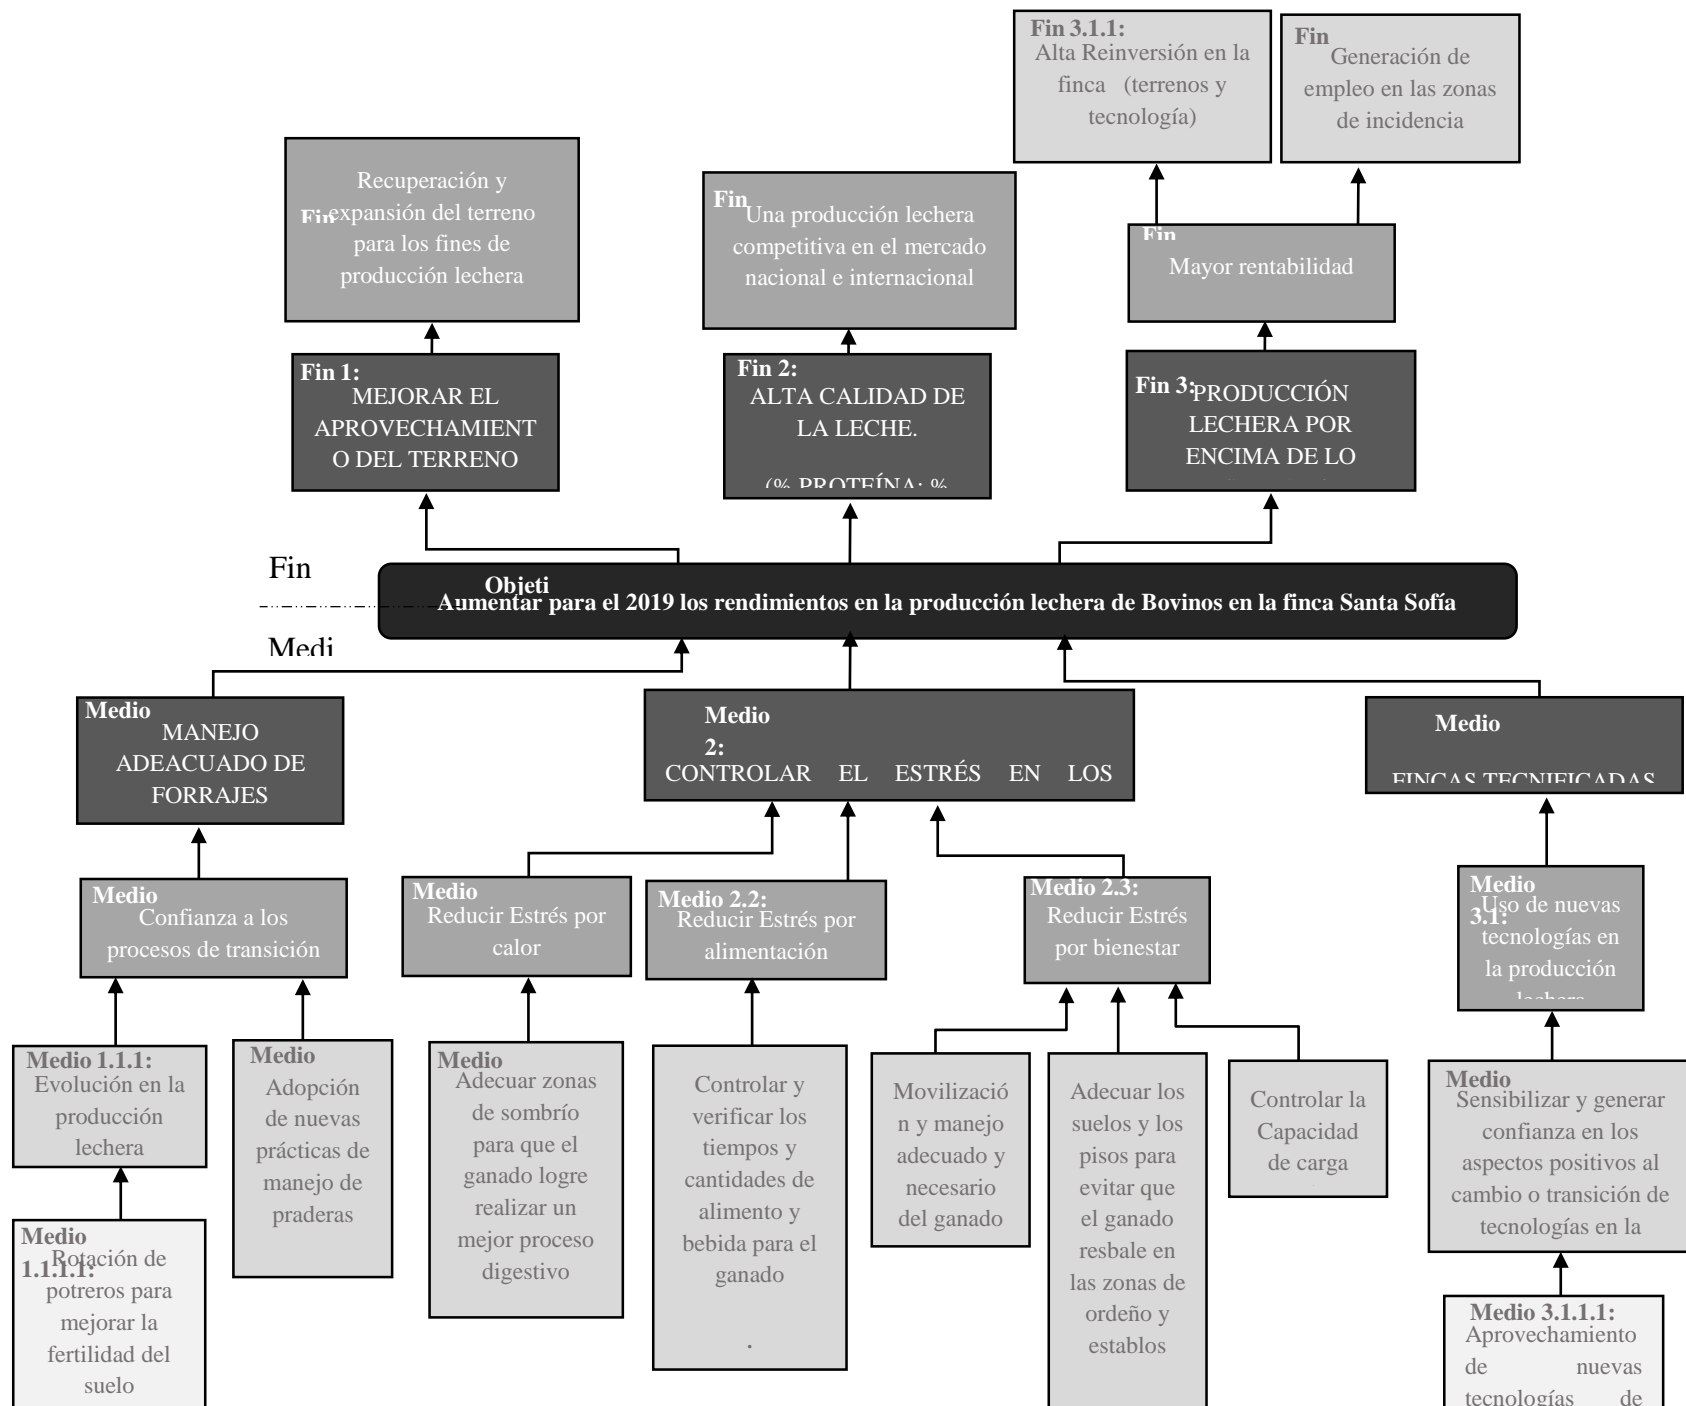 Fin 3.1.1:
Alta Reinversión en la
finca (terrenos y
tecnología)
Fin
Generación de
empleo en las zonas
de incidencia
Fin
Recuperación y
expansión del terreno
para los fines de
producción lechera
Fin
Una producción lechera
competitiva en el mercado
nacional e internacional
Fin
Mayor rentabilidad
Fin 1:
MEJORAR EL
APROVECHAMIENT
O DEL TERRENO
Fin 2:
ALTA CALIDAD DE
LA LECHE.
(% PROTEÍNA: %
Fin 3:
PRODUCCIÓN
LECHERA POR
ENCIMA DE LO
Fin
Objeti
Aumentar para el 2019 los rendimientos en la producción lechera de Bovinos en la finca Santa Sofía
Medi
Medio
MANEJO
ADEACUADO DE
FORRAJES
Medio
2:
CONTROLAR EL ESTRÉS EN LOS
Medio
FINCAS TECNIFICADAS
Medio
Confianza a los
procesos de transición
Medio
Reducir Estrés por
calor
Medio 2.2:
Reducir Estrés por
alimentación
Medio 2.3:
Reducir Estrés
por bienestar
Medio
3.1:
Uso de nuevas
tecnologías en
la producción
lechera
Medio 1.1.1:
Evolución en la
producción
lechera
Medio
Adopción
de nuevas
prácticas de
manejo de
praderas
Medio
Adecuar zonas
de sombrío
para que el
ganado logre
realizar un
mejor proceso
digestivo
Controlar y
verificar los
tiempos y
cantidades de
alimento y
bebida para el
ganado
.
Movilizació
n y manejo
adecuado y
necesario
del ganado
Adecuar los
suelos y los
pisos para
evitar que
el ganado
resbale en
las zonas de
ordeño y
establos
Controlar la
Capacidad
de carga
Medio
Sensibilizar y generar
confianza en los
aspectos positivos al
cambio o transición de
tecnologías en la
Medio
1.1.1.1:
Rotación de
potreros para
mejorar la
fertilidad del
suelo
Medio 3.1.1.1:
Aprovechamiento
de nuevas
tecnologías de